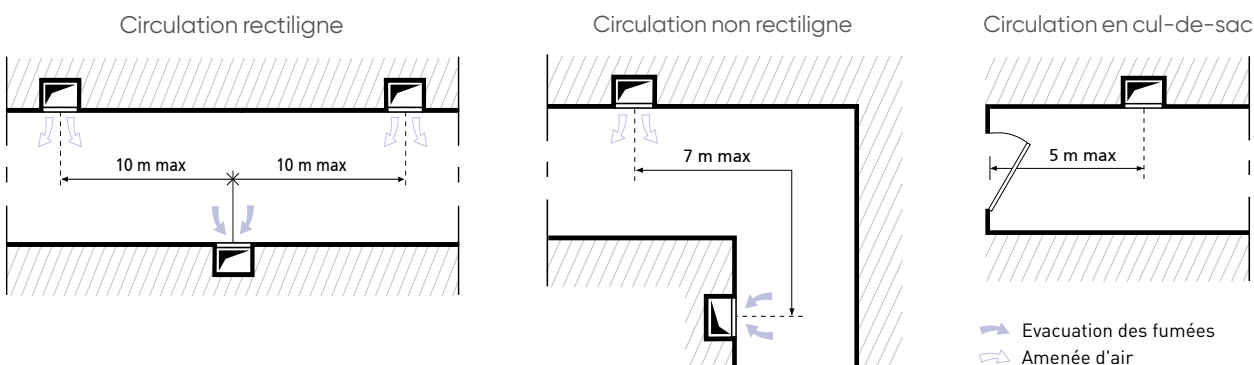 Circulation rectiligne
Circulation non rectiligne
Circulation en cul-de-sac
10 m max
10 m max
7 m max
5 m max
Evacuation des fumées
Amenée d'air